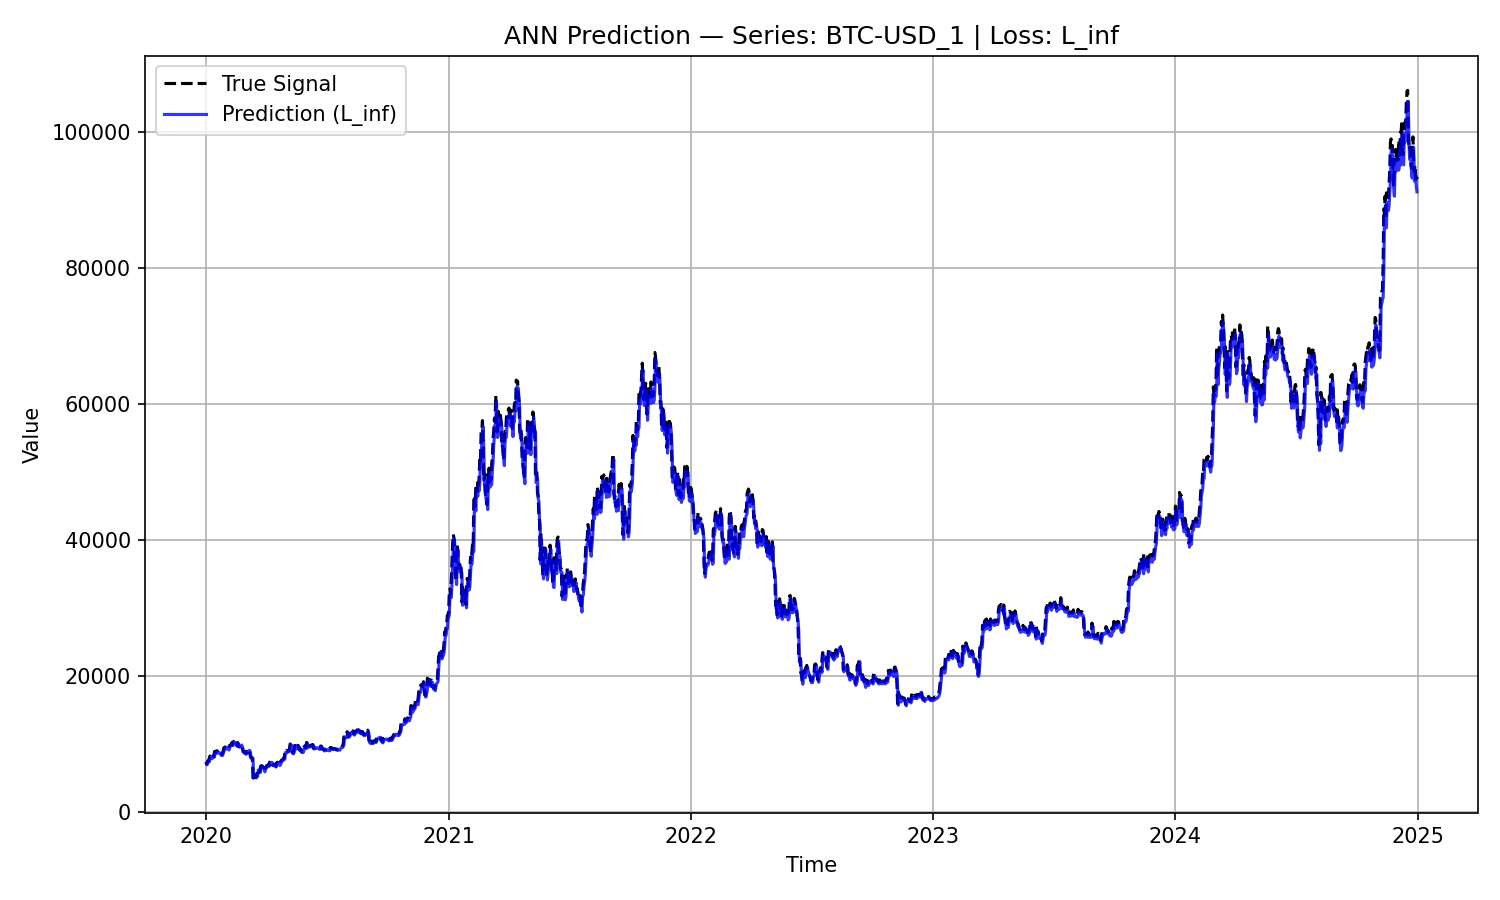 ANN Prediction — Series: BTC-USD_1 | Loss: L_inf
True Signal
Prediction (L_inf)
100000
80000
60000
40000
20000
0
Value
2020 2021 2022 2023 2024 2025
Time